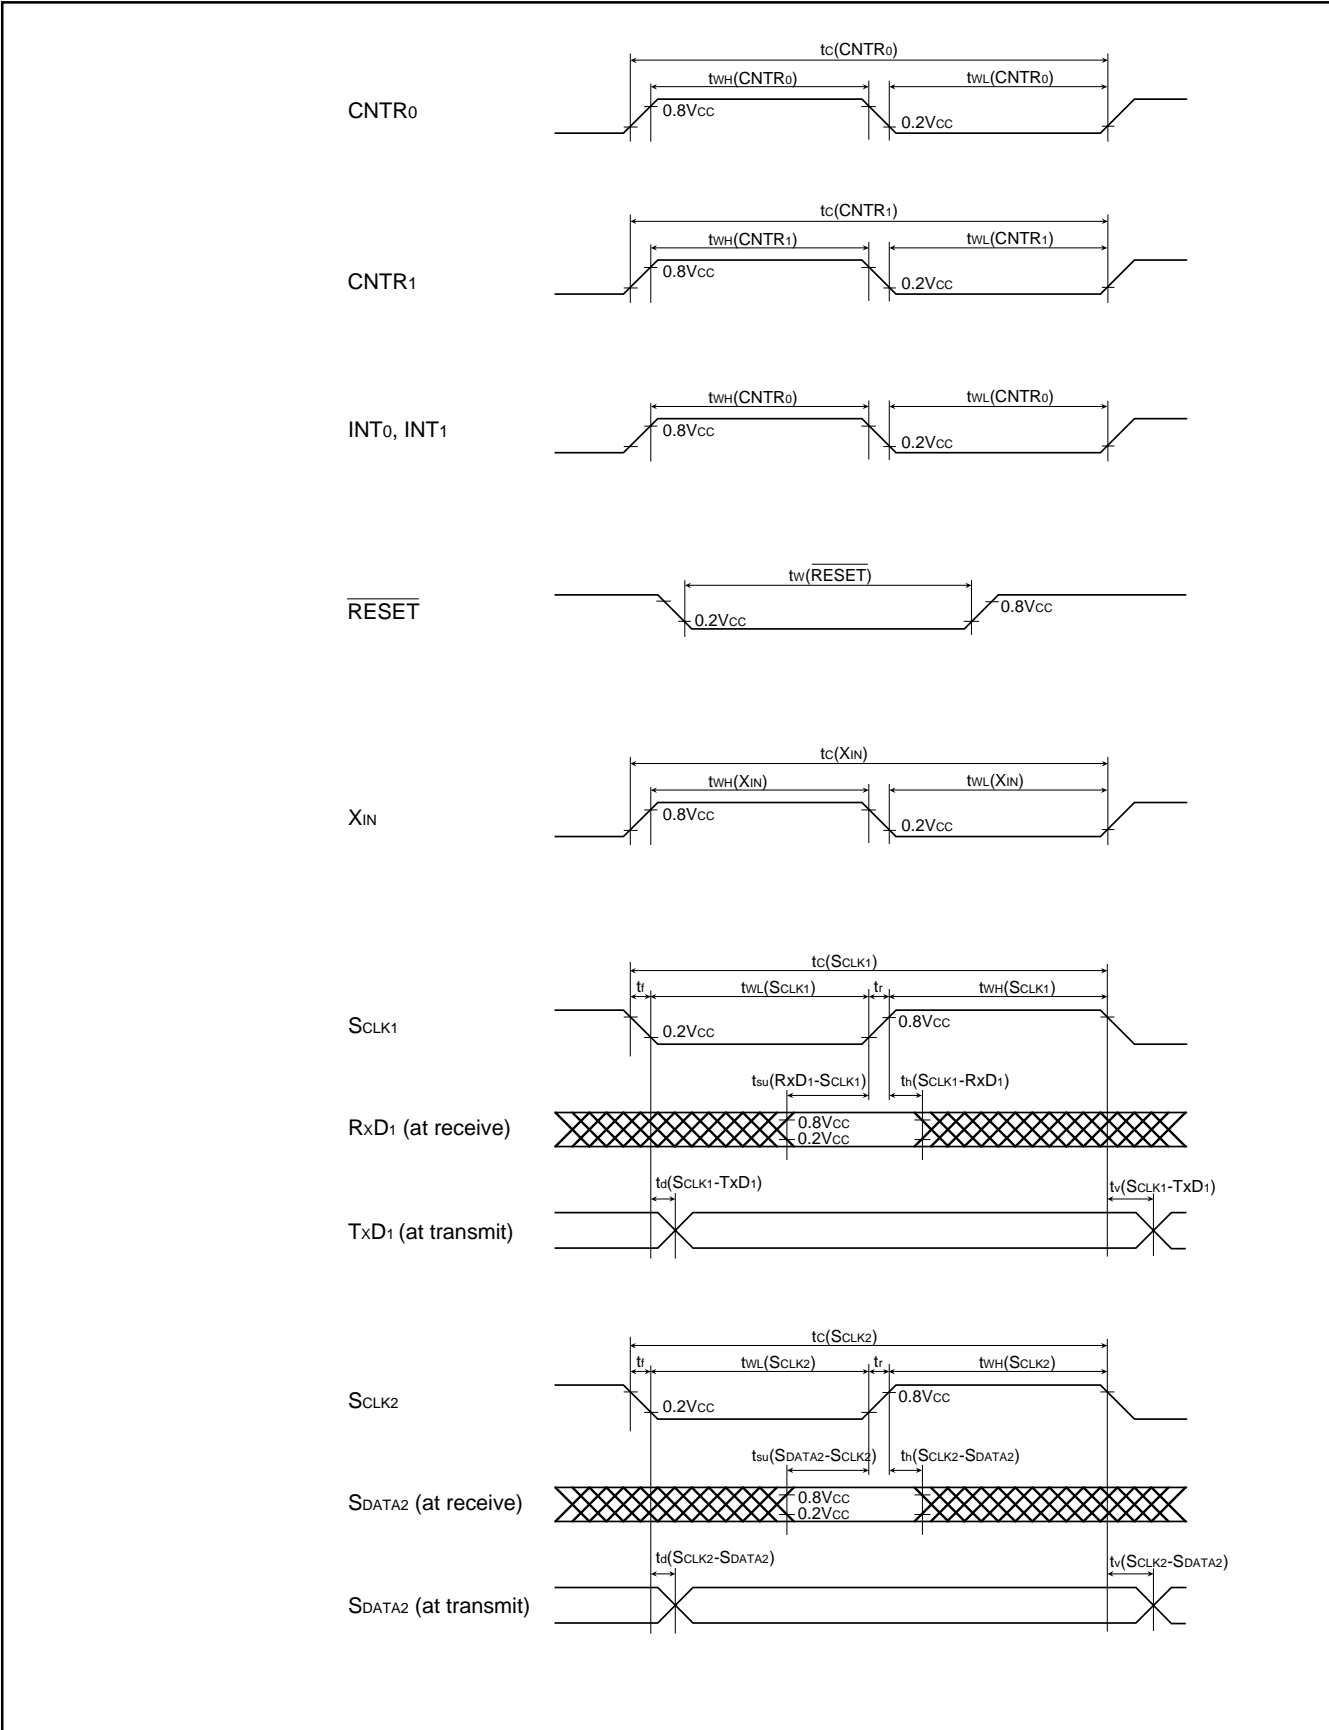 tC(CNTR0)
tWH(CNTR0)
tWL(CNTR0)
CNTR0
0.8VCC
0.2VCC
tC(CNTR1)
tWH(CNTR1)
tWL(CNTR1)
CNTR1
0.8VCC
0.2VCC
tWH(CNTR0)
tWL(CNTR0)
INT0, INT1
0.8VCC
0.2VCC
tW(RESET)
RESET
0.2VCC
0.8VCC
tC(XIN)
tWH(XIN)
tWL(XIN)
XIN
0.8VCC
0.2VCC
tC(SCLK1)
tf
tWL(SCLK1)
tr
tWH(SCLK1)
SCLK1
0.2VCC
0.8VCC
tsu(RxD1-SCLK1)
th(SCLK1-RxD1)
RXD1 (at receive)
0.8VCC
0.2VCC
td(SCLK1-TxD1)
tv(SCLK1-TxD1)
TXD1 (at transmit)
tC(SCLK2)
tf
tWL(SCLK2)
tr
tWH(SCLK2)
SCLK2
0.2VCC
0.8VCC
tsu(SDATA2-SCLK2)
th(SCLK2-SDATA2)
SDATA2 (at receive)
0.8VCC
0.2VCC
td(SCLK2-SDATA2)
tv(SCLK2-SDATA2)
SDATA2 (at transmit)